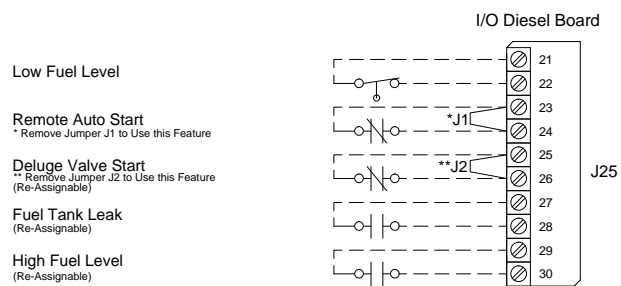 I/O Diesel Board
Low Fuel Level
21
22
Remote Auto Start
* Remove Jumper J1 to Use this Feature
*J1
23
24
Deluge Valve Start
** Remove Jumper J2 to Use this Feature
(Re-Assignable)
**J2
25
26
J25
Fuel Tank Leak
(Re-Assignable)
27
28
High Fuel Level
(Re-Assignable)
29
30